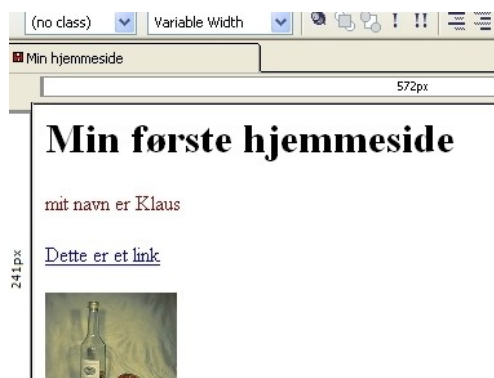 (no class) Variable Width ! !!
Min hjemmeside
572px
Min første hjemmeside
mit navn er Klaus
Dette er et link
241px